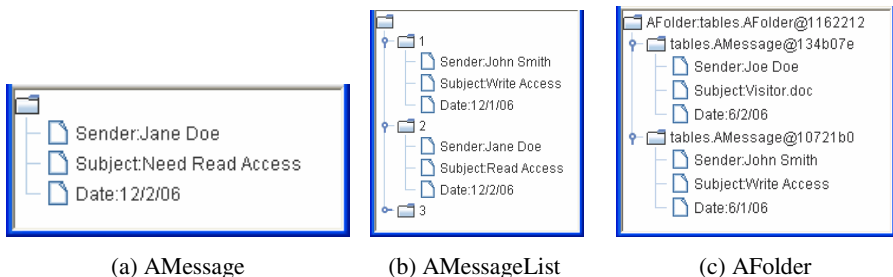 Sender:Jane Doe
Subject:Need Read Access
Date:12/2/06
(a) AMessage
1
Sender:John Smith
Subject:Write Access
Date:12/1/06
2
Sender:Jane Doe
Subject:Read Access
Date:12/2/06
3
(b) AMessageList
AFolder:tables.AFolder@1162212
tables.AMessage@134b07e
Sender:Joe Doe
Subject:Visitor.doc
Date:6/2/06
tables.AMessage@10721b0
Sender:John Smith
Subject:Write Access
Date:6/1/06
(c) AFolder